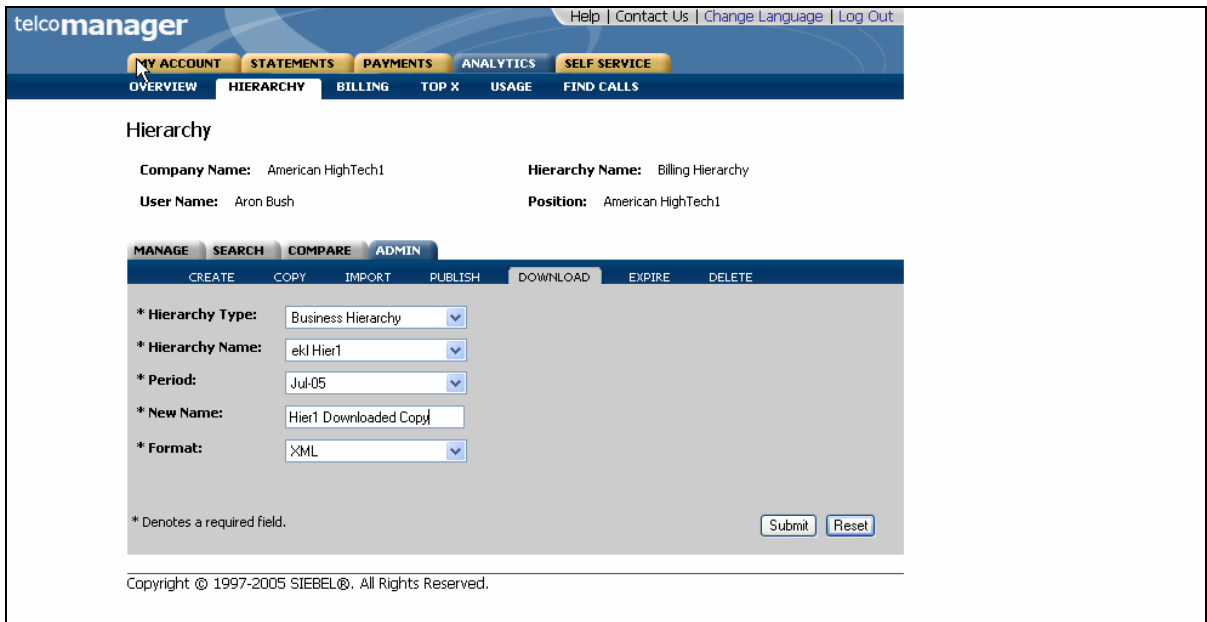 telcomanager
Help | Contact Us | Change Language | Log Out
MY ACCOUNT STATEMENTS PAYMENTS ANALYTICS SELF SERVICE
OVERVIEW HIERARCHY BILLING TOP X USAGE FIND CALLS
Hierarchy
Company Name: American HighTech1 Hierarchy Name: Billing Hierarchy
User Name: Aron Bush Position: American HighTech1
MANAGE SEARCH COMPARE ADMIN
CREATE COPY IMPORT PUBLISH DOWNLOAD EXPIRE DELETE
* Hierarchy Type: Business Hierarchy
* Hierarchy Name: ekl Hier1
* Period: Jul-05
* New Name: Hier1 Downloaded Copy
* Format: XML
* Denotes a required field. Submit Reset
Copyright © 1997-2005 SIEBEL®. All Rights Reserved.